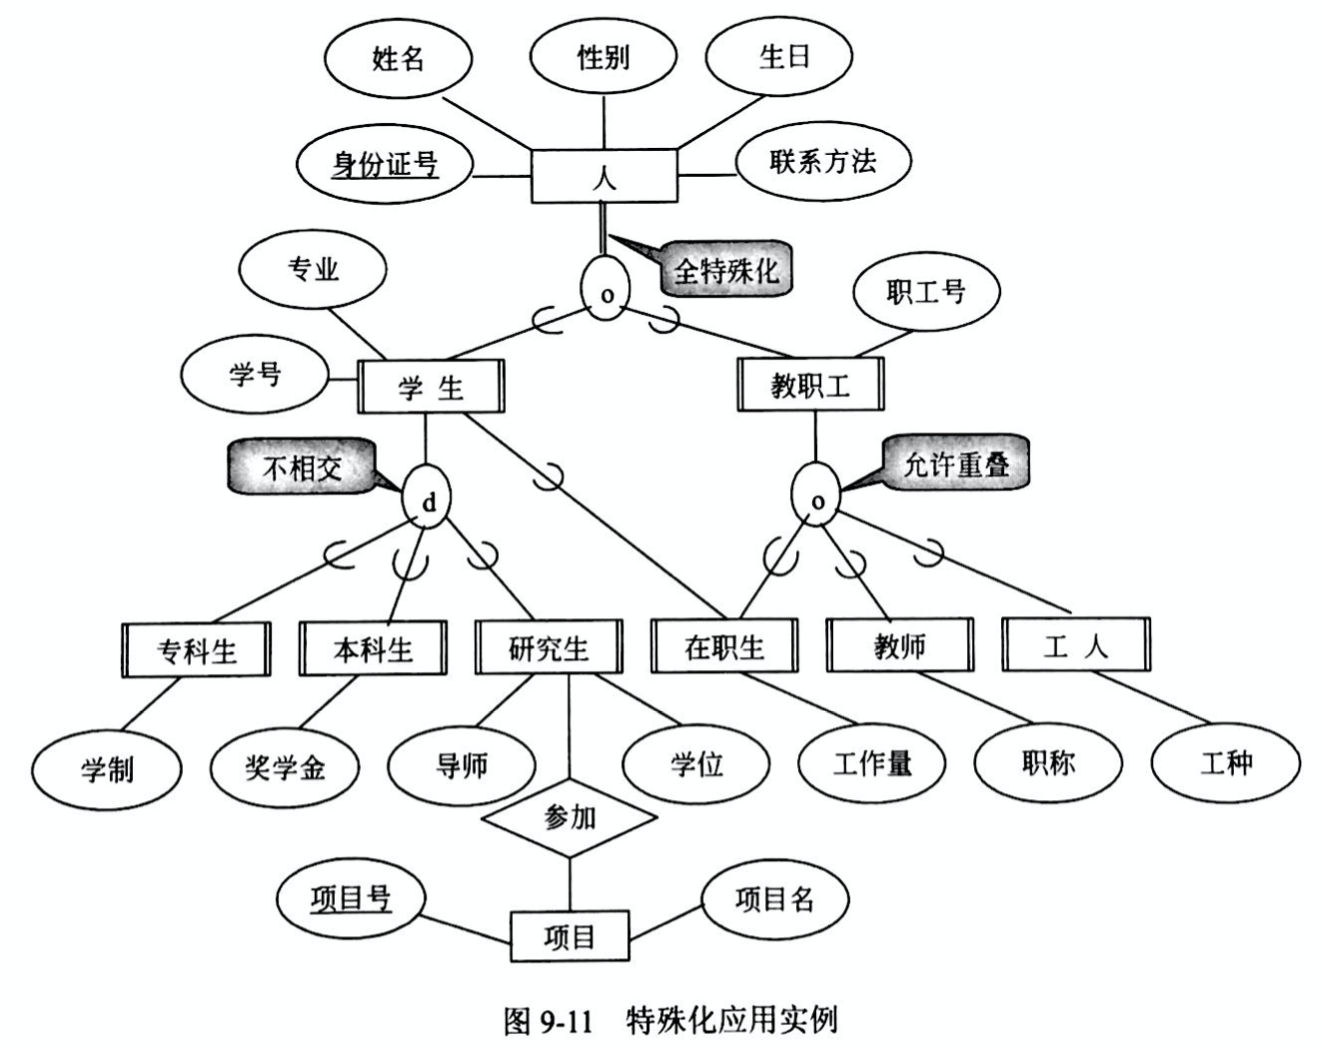 姓名
性别
生日
身份证号
人
联系方法
专业
全特殊化
o
职工号
学号
学 生
教职工
不相交
d
允许重叠
o
专科生
本科生
研究生
在职生
教师
工 人
学制
奖学金
导师
学位
工作量
职称
工种
参加
项目号
项目名
项目
图 9-11 特殊化应用实例